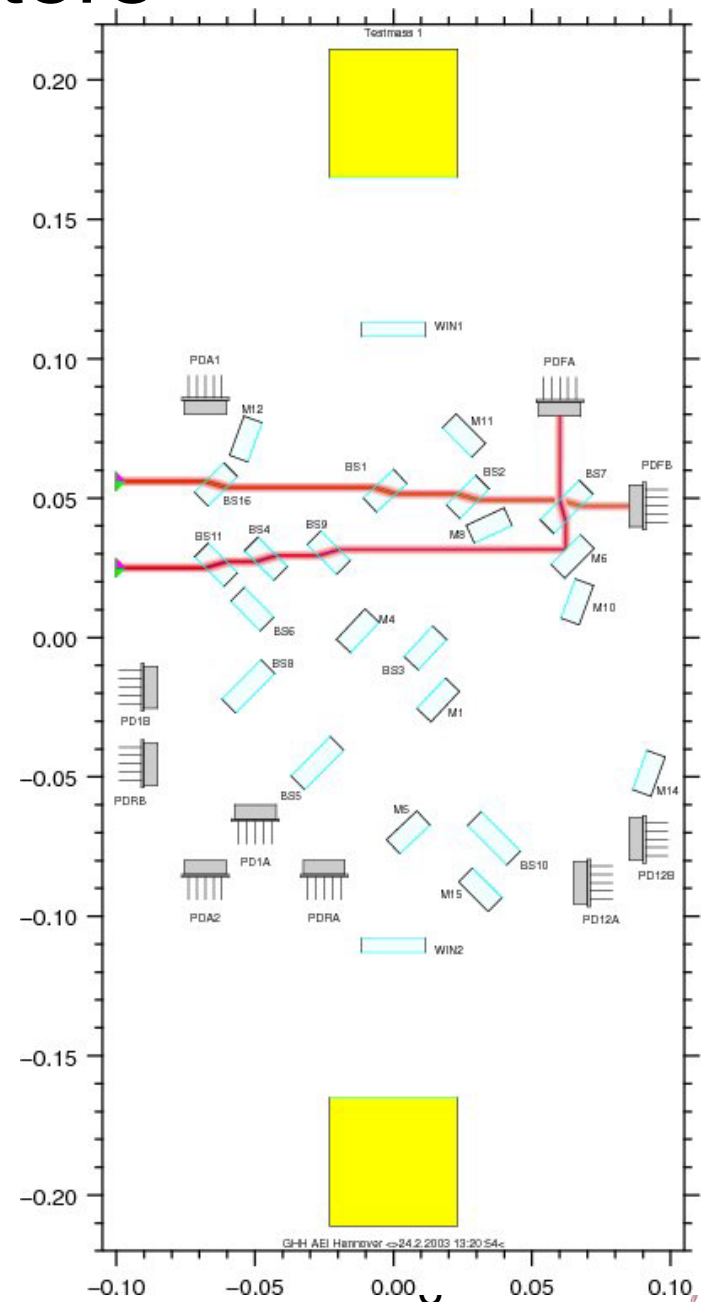 Testmass 1
0.20
0.15
WIN1
0.10
PDA1
PDFA
M12
M11
BS1
BS2
BS7
PDFB
0.05
BS16
M8
BS11
BS4
BS9
M6
M10
BS6
M4
0.00
BS8
BS3
M1
PD1B
−0.05
M14
PDRB
BS5
M5
PD1A
BS10
PD12B
M15
−0.10
PDA2
PDRA
PD12A
WIN2
−0.15
−0.20
GHH AEI Hannover <>24.2.2003 13:20:54<
−0.10
−0.05
0.00
0.05
0.10